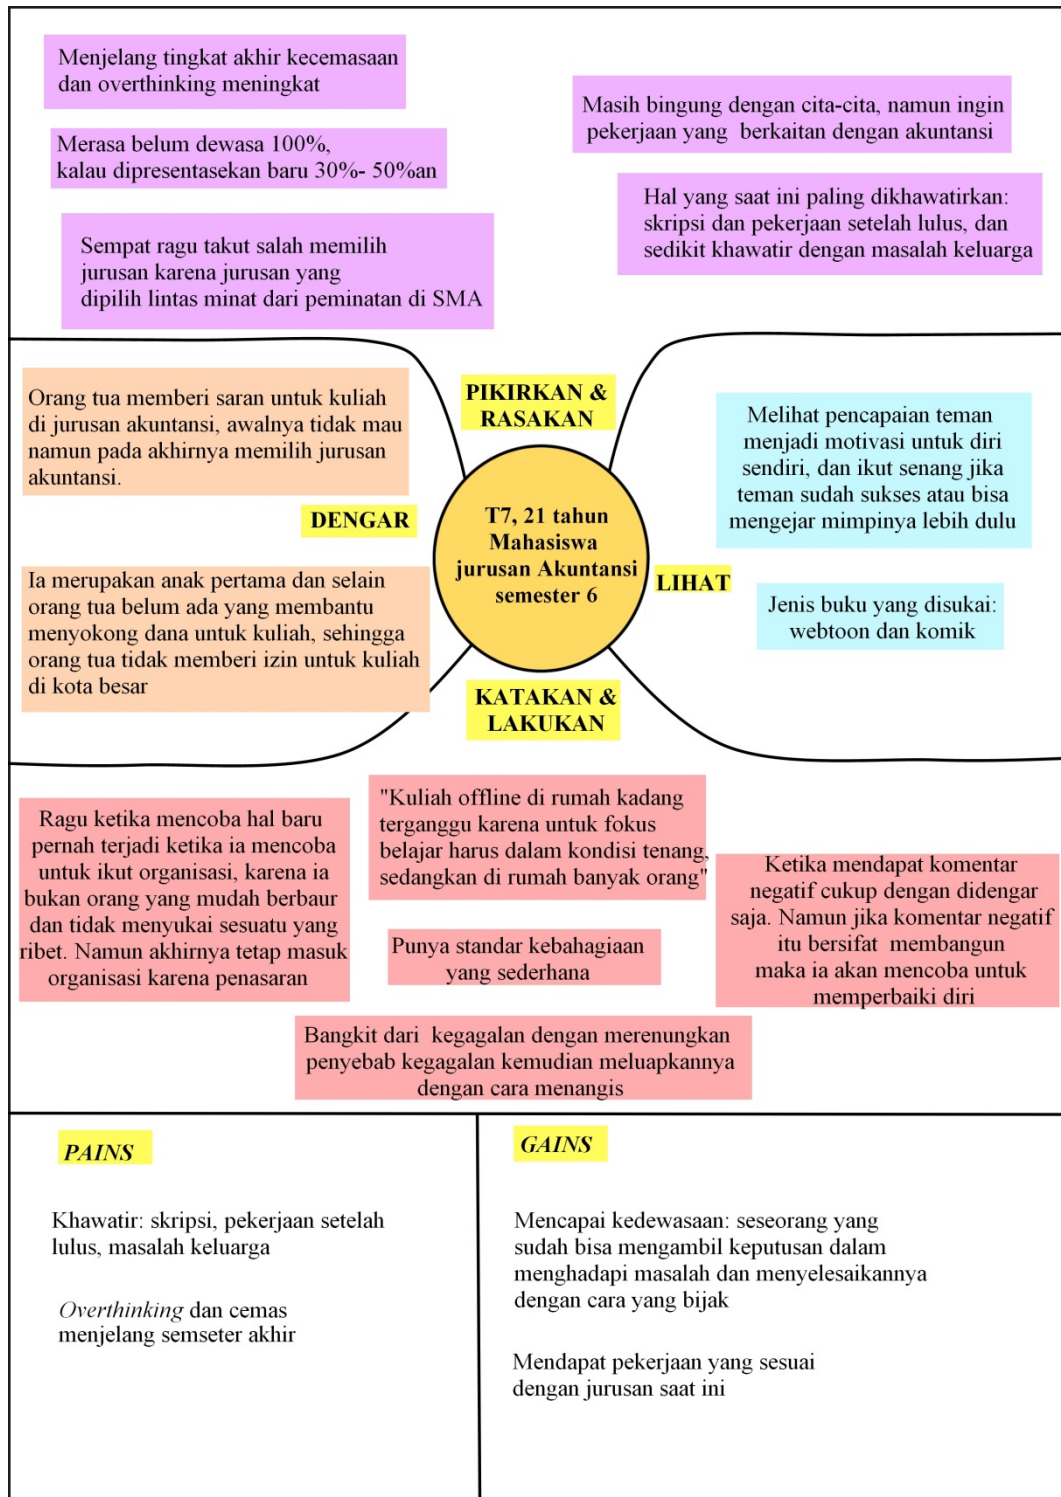 Menjelang tingkat akhir kecemasaan
dan overthinking meningkat
Merasa belum dewasa 100%,
kalau dipresentasekan baru 30%- 50%an
Sempat ragu takut salah memilih
jurusan karena jurusan yang
dipilih lintas minat dari peminatan di SMA
Masih bingung dengan cita-cita, namun ingin
pekerjaan yang berkaitan dengan akuntansi
Hal yang saat ini paling dikhawatirkan:
skripsi dan pekerjaan setelah lulus, dan
sedikit khawatir dengan masalah keluarga
PIKIRKAN &
RASAKAN
Orang tua memberi saran untuk kuliah
di jurusan akuntansi, awalnya tidak mau
namun pada akhirnya memilih jurusan
akuntansi.
DENGAR
Ia merupakan anak pertama dan selain
orang tua belum ada yang membantu
menyokong dana untuk kuliah, sehingga
orang tua tidak memberi izin untuk kuliah
di kota besar
T7, 21 tahun
Mahasiswa
jurusan Akuntansi
semester 6
LIHAT
Melihat pencapaian teman
menjadi motivasi untuk diri
sendiri, dan ikut senang jika
teman sudah sukses atau bisa
mengejar mimpinya lebih dulu
Jenis buku yang disukai:
webtoon dan komik
KATAKAN &
LAKUKAN
Ragu ketika mencoba hal baru
pernah terjadi ketika ia mencoba
untuk ikut organisasi, karena ia
bukan orang yang mudah berbaur
dan tidak menyukai sesuatu yang
ribet. Namun akhirnya tetap masuk
organisasi karena penasaran
"Kuliah offline di rumah kadang
terganggu karena untuk fokus
belajar harus dalam kondisi tenang,
sedangkan di rumah banyak orang"
Punya standar kebahagiaan
yang sederhana
Ketika mendapat komentar
negatif cukup dengan didengar
saja. Namun jika komentar negatif
itu bersifat membangun
maka ia akan mencoba untuk
memperbaiki diri
Bangkit dari kegagalan dengan merenungkan
penyebab kegagalan kemudian meluapkannya
dengan cara menangis
PAINS
Khawatir: skripsi, pekerjaan setelah
lulus, masalah keluarga
Overthinking dan cemas
menjelang semseter akhir
GAINS
Mencapai kedewasaan: seseorang yang
sudah bisa mengambil keputusan dalam
menghadapi masalah dan menyelesaikannya
dengan cara yang bijak
Mendapat pekerjaan yang sesuai
dengan jurusan saat ini